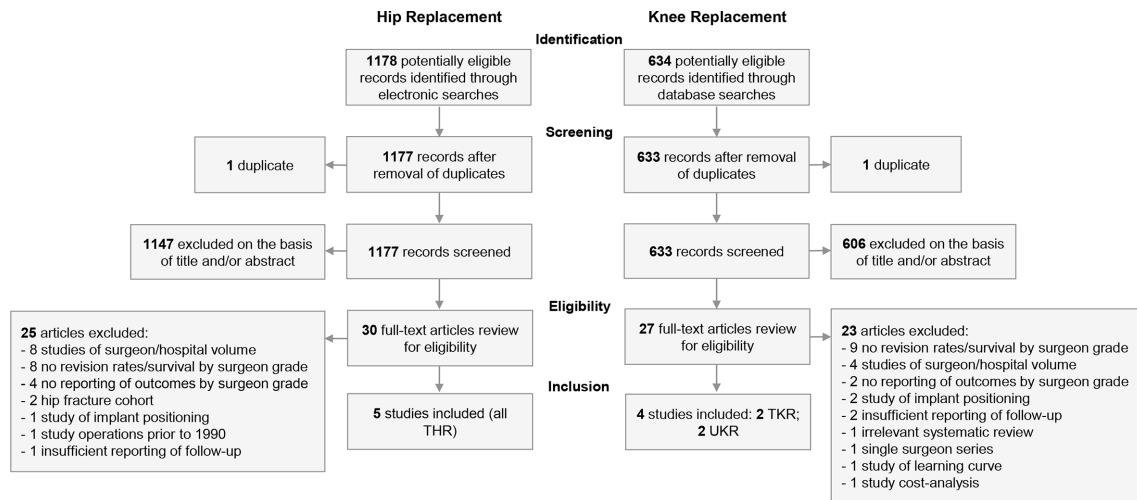 Hip Replacement
Knee Replacement
Identification
1178 potentially eligible
records identified through
electronic searches
634 potentially eligible
records identified through
database searches
Screening
1 duplicate
1177 records after
removal of duplicates
633 records after removal
of duplicates
1 duplicate
1147 excluded on the basis
of title and/or abstract
1177 records screened
633 records screened
606 excluded on the basis
of title and/or abstract
Eligibility
25 articles excluded:
- 8 studies of surgeon/hospital volume
- 8 no revision rates/survival by surgeon grade
- 4 no reporting of outcomes by surgeon grade
- 2 hip fracture cohort
- 1 study of implant positioning
- 1 study operations prior to 1990
- 1 insufficient reporting of follow-up
30 full-text articles review
for eligibility
27 full-text articles review
for eligibility
23 articles excluded:
- 9 no revision rates/survival by surgeon grade
- 4 studies of surgeon/hospital volume
- 2 no reporting of outcomes by surgeon grade
- 2 study of implant positioning
- 2 insufficient reporting of follow-up
- 1 irrelevant systematic review
- 1 single surgeon series
- 1 study of learning curve
- 1 study cost-analysis
Inclusion
5 studies included (all
THR)
4 studies included: 2 TKR;
2 UKR